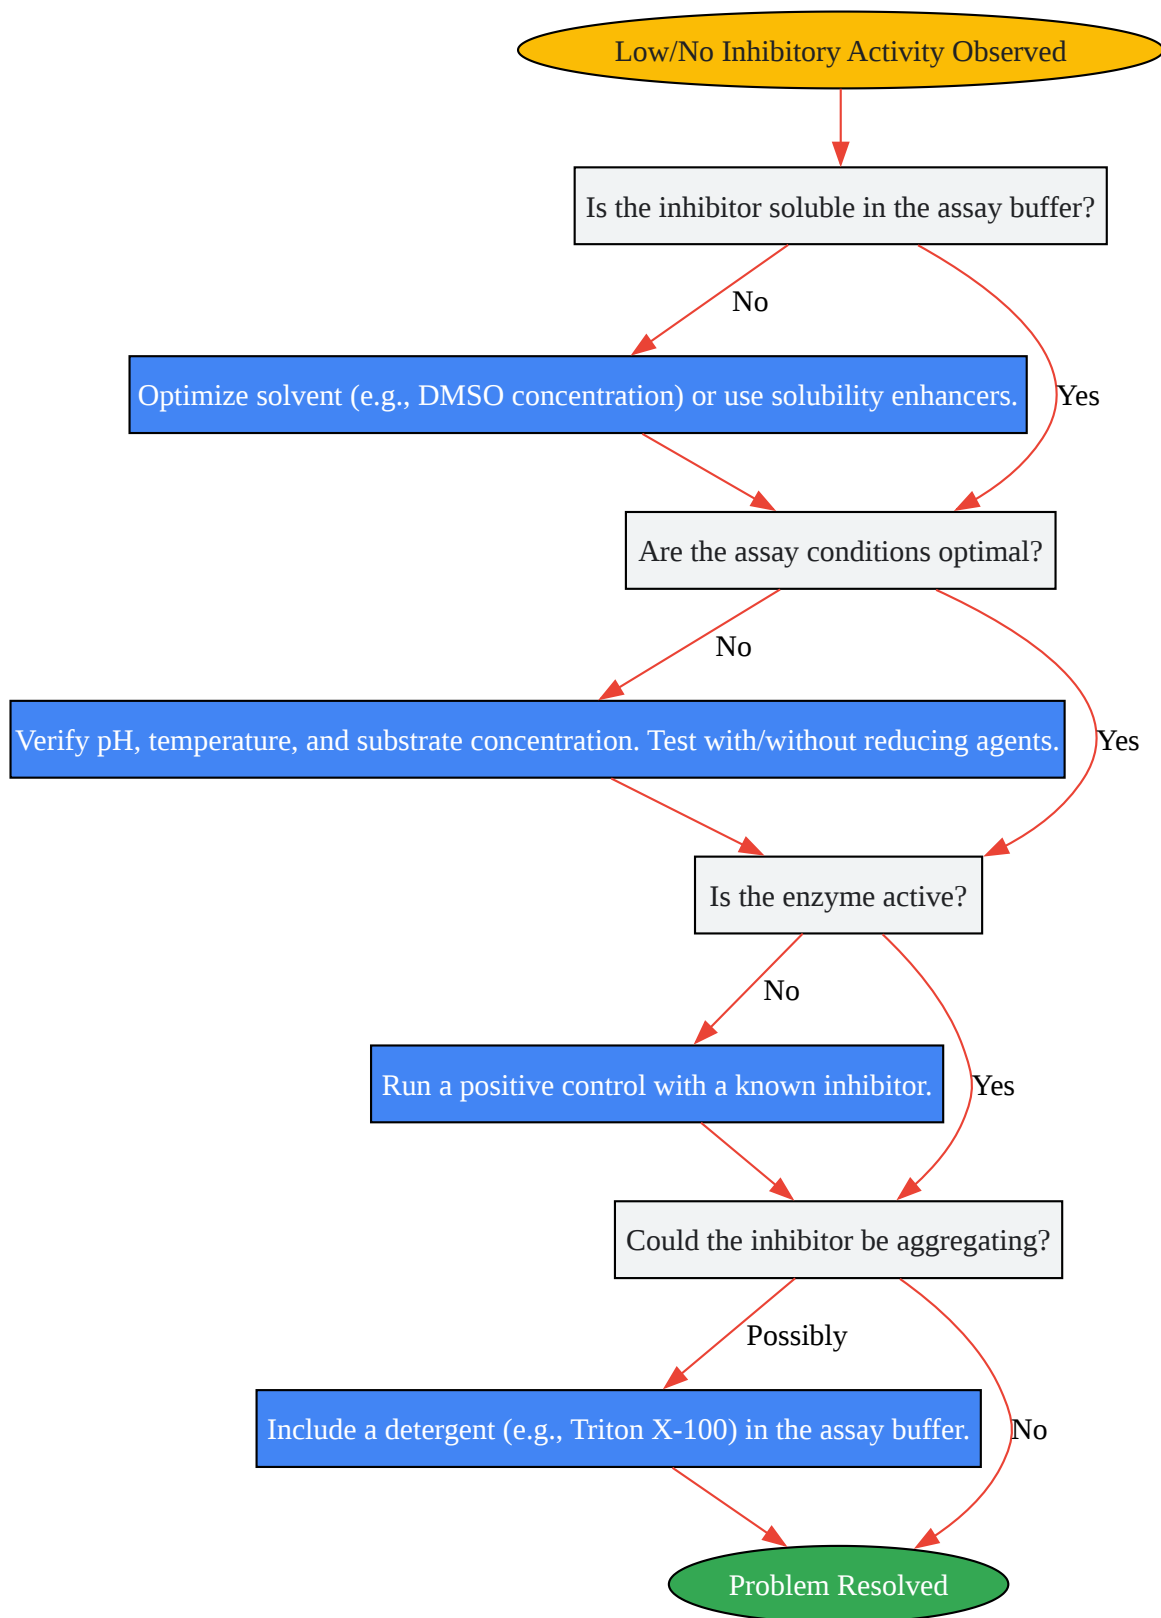 Low/No Inhibitory Activity Observed
Is the inhibitor soluble in the assay buffer?
No
Optimize solvent (e.g., DMSO concentration) or use solubility enhancers.
Yes
Are the assay conditions optimal?
No
Verify pH, temperature, and substrate concentration. Test with/without reducing agents.
Yes
Is the enzyme active?
No
Run a positive control with a known inhibitor.
Yes
Could the inhibitor be aggregating?
Possibly
Include a detergent (e.g., Triton X-100) in the assay buffer.
No
Problem Resolved